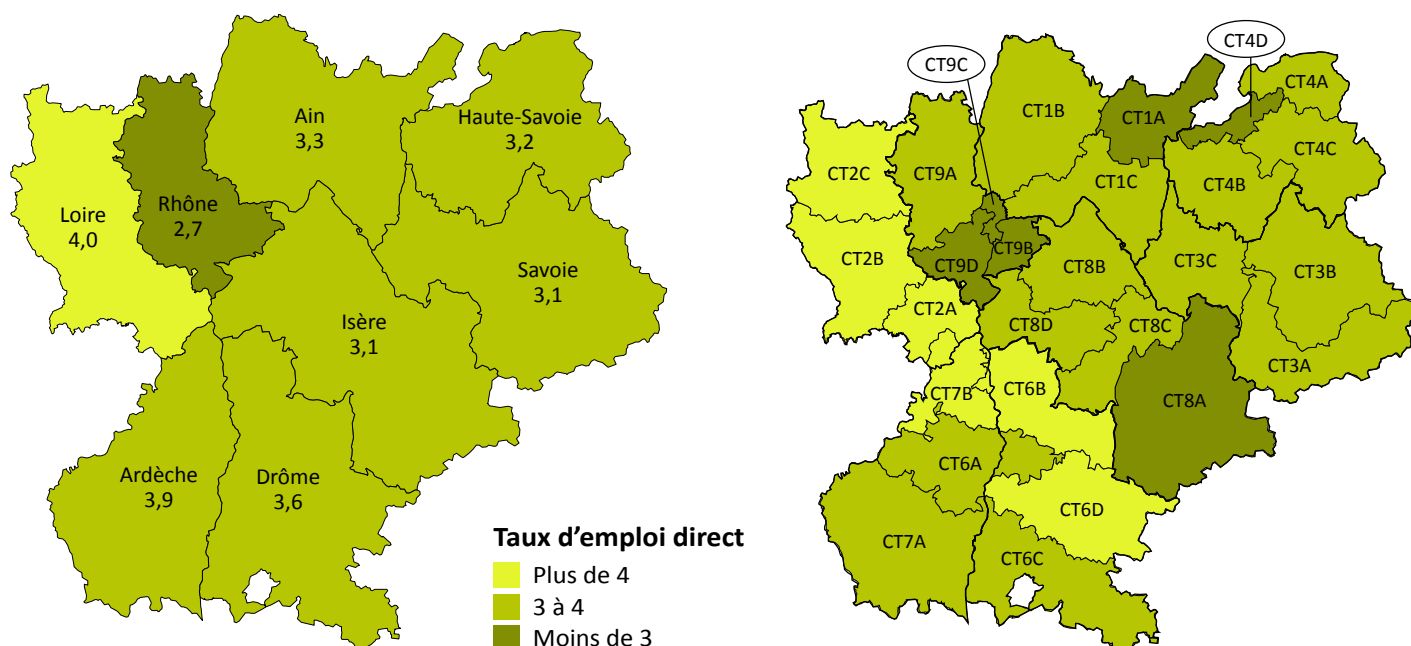 Ain
3,3
Haute-Savoie
3,2
Loire
4,0
Rhône
2,7
Savoie
3,1
Isère
3,1
Ardèche
3,9
Drôme
3,6
Taux d’emploi direct
Plus de 4
3 à 4
Moins de 3
CT4D
CT9C
CT4A
CT1B
CT1A
CT4C
CT2C
CT9A
CT1C
CT4B
CT2B
CT9D
CT9B
CT8B
CT3C
CT3B
CT2A
CT8D
CT8C
CT3A
CT7B
CT6B
CT8A
CT6A
CT6D
CT7A
CT6C